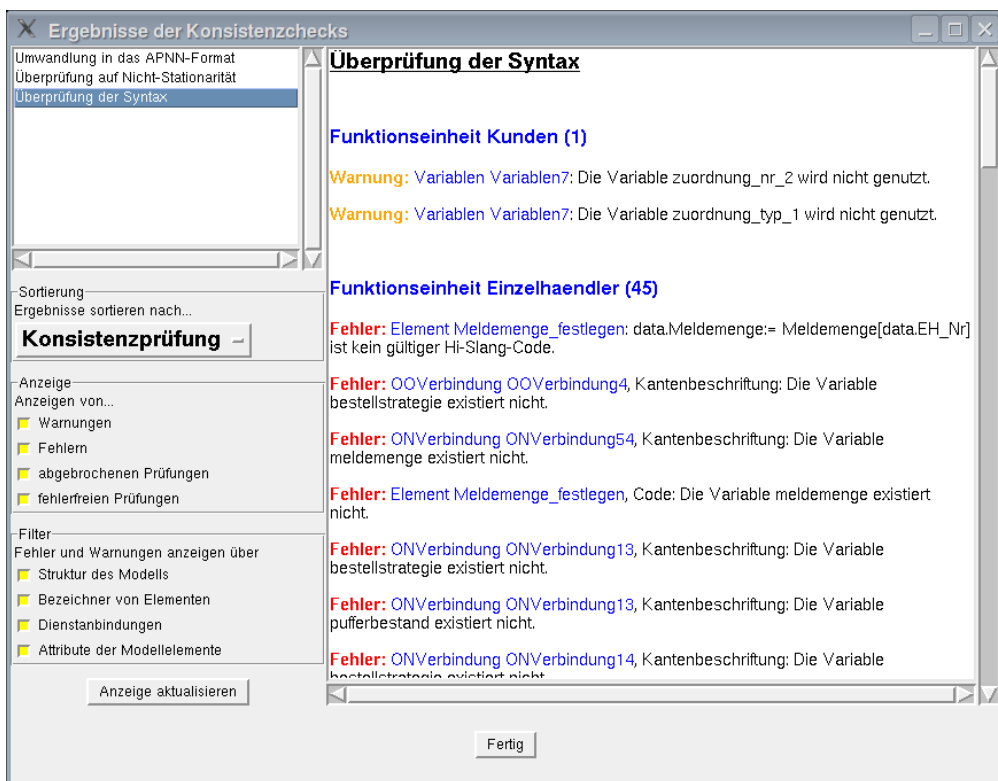 Ergebnisse der Konsistenzchecks
Umwandlung in das APNN-Format
Überprüfung auf Nicht-Stationarität
Überprüfung der Syntax
Sortierung
Ergebnisse sortieren nach...
Konsistenzprüfung
Anzeige
Anzeigen von...
Warnungen
Fehlern
abgebrochenen Prüfungen
fehlerfreien Prüfungen
Filter
Fehler und Warnungen anzeigen über
Struktur des Modells
Bezeichner von Elementen
Dienstanbindungen
Attribute der Modellelemente
Anzeige aktualisieren
Überprüfung der Syntax
Funktionseinheit Kunden (1)
Warnung: Variablen Variablen7: Die Variable zuordnung_nr_2 wird nicht genutzt.
Warnung: Variablen Variablen7: Die Variable zuordnung_typ_1 wird nicht genutzt.
Funktionseinheit Einzelhaendler (45)
Fehler: Element Meldemenge_festlegen: data.Meldemenge:= Meldemenge[data.EH_Nr]
ist kein gültiger Hi-Slang-Code.
Fehler: OOVerbindung OOVerbindung4, Kantenbeschriftung: Die Variable
bestellstrategie existiert nicht.
Fehler: ONVerbindung ONVerbindung54, Kantenbeschriftung: Die Variable
meldemenge existiert nicht.
Fehler: Element Meldemenge_festlegen, Code: Die Variable meldemenge existiert
nicht.
Fehler: ONVerbindung ONVerbindung13, Kantenbeschriftung: Die Variable
bestellstrategie existiert nicht.
Fehler: ONVerbindung ONVerbindung13, Kantenbeschriftung: Die Variable
pufferbestand existiert nicht.
Fehler: ONVerbindung ONVerbindung14, Kantenbeschriftung: Die Variable
bestellstrategie existiert nicht.
Fertig